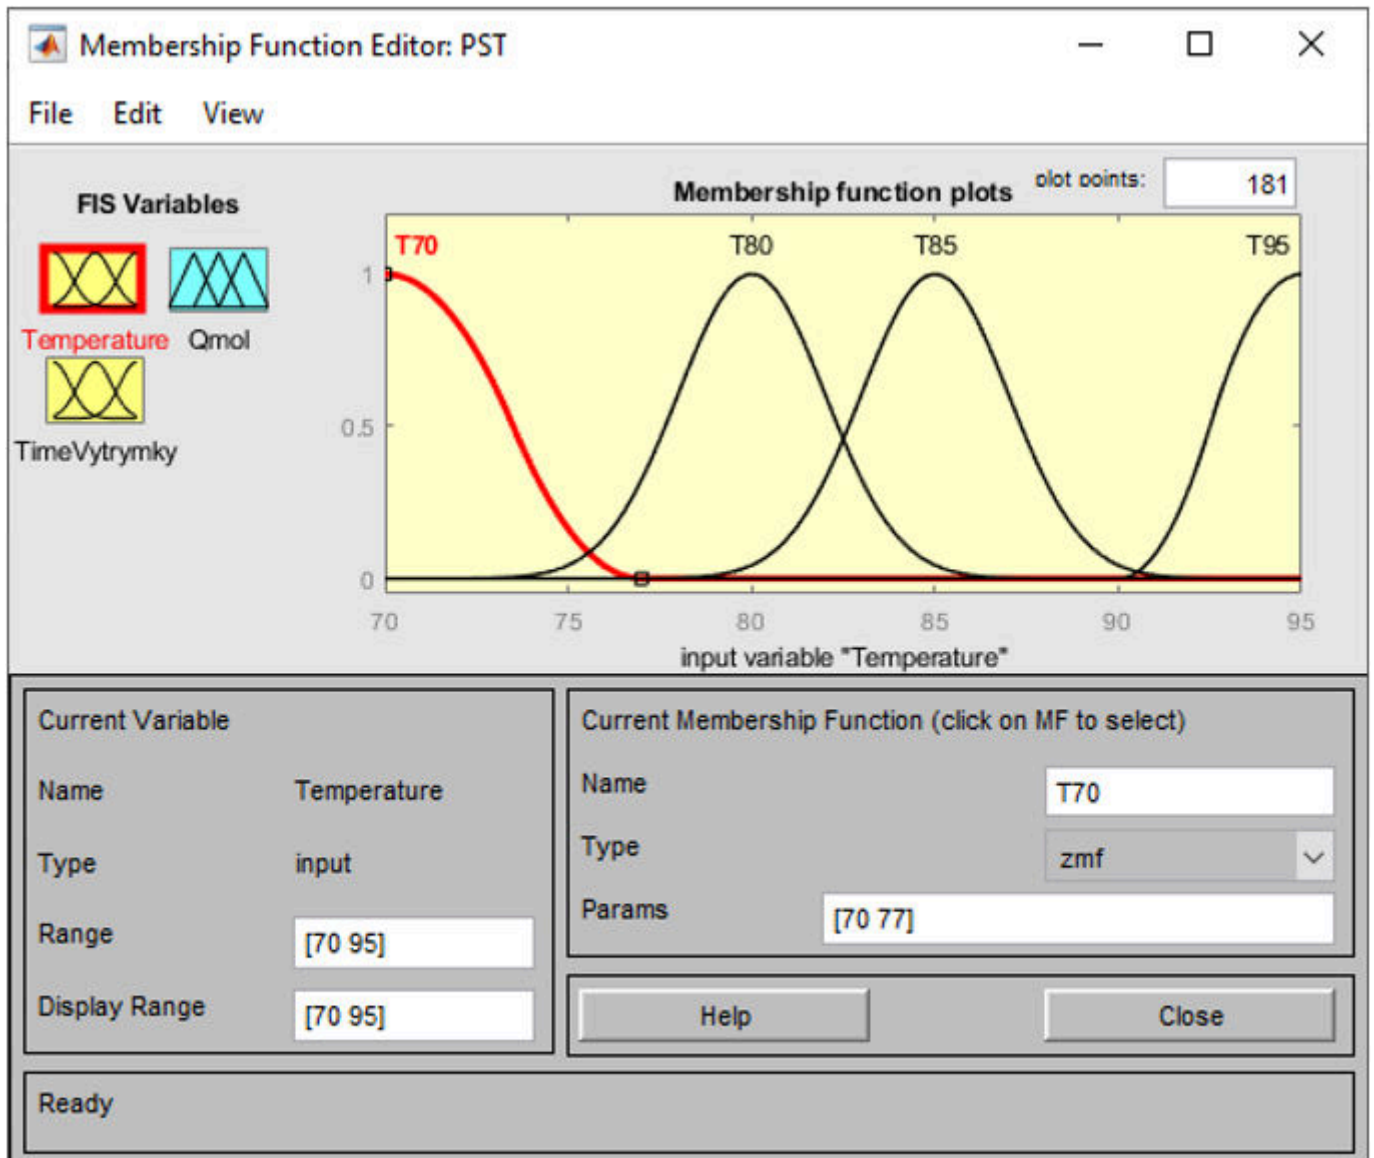 Membership Function Editor: PST
File Edit View
FIS Variables
Membership function plots plot points: 181
Temperature Qmol
TimeVytrymky
T70 T80 T85 T95
1
0.5
0
70 75 80 85 90 95
input variable "Temperature"
Current Variable
Name Temperature
Type input
Range [70 95]
Display Range [70 95]
Current Membership Function (click on MF to select)
Name T70
Type zmf
Params [70 77]
Help Close
Ready